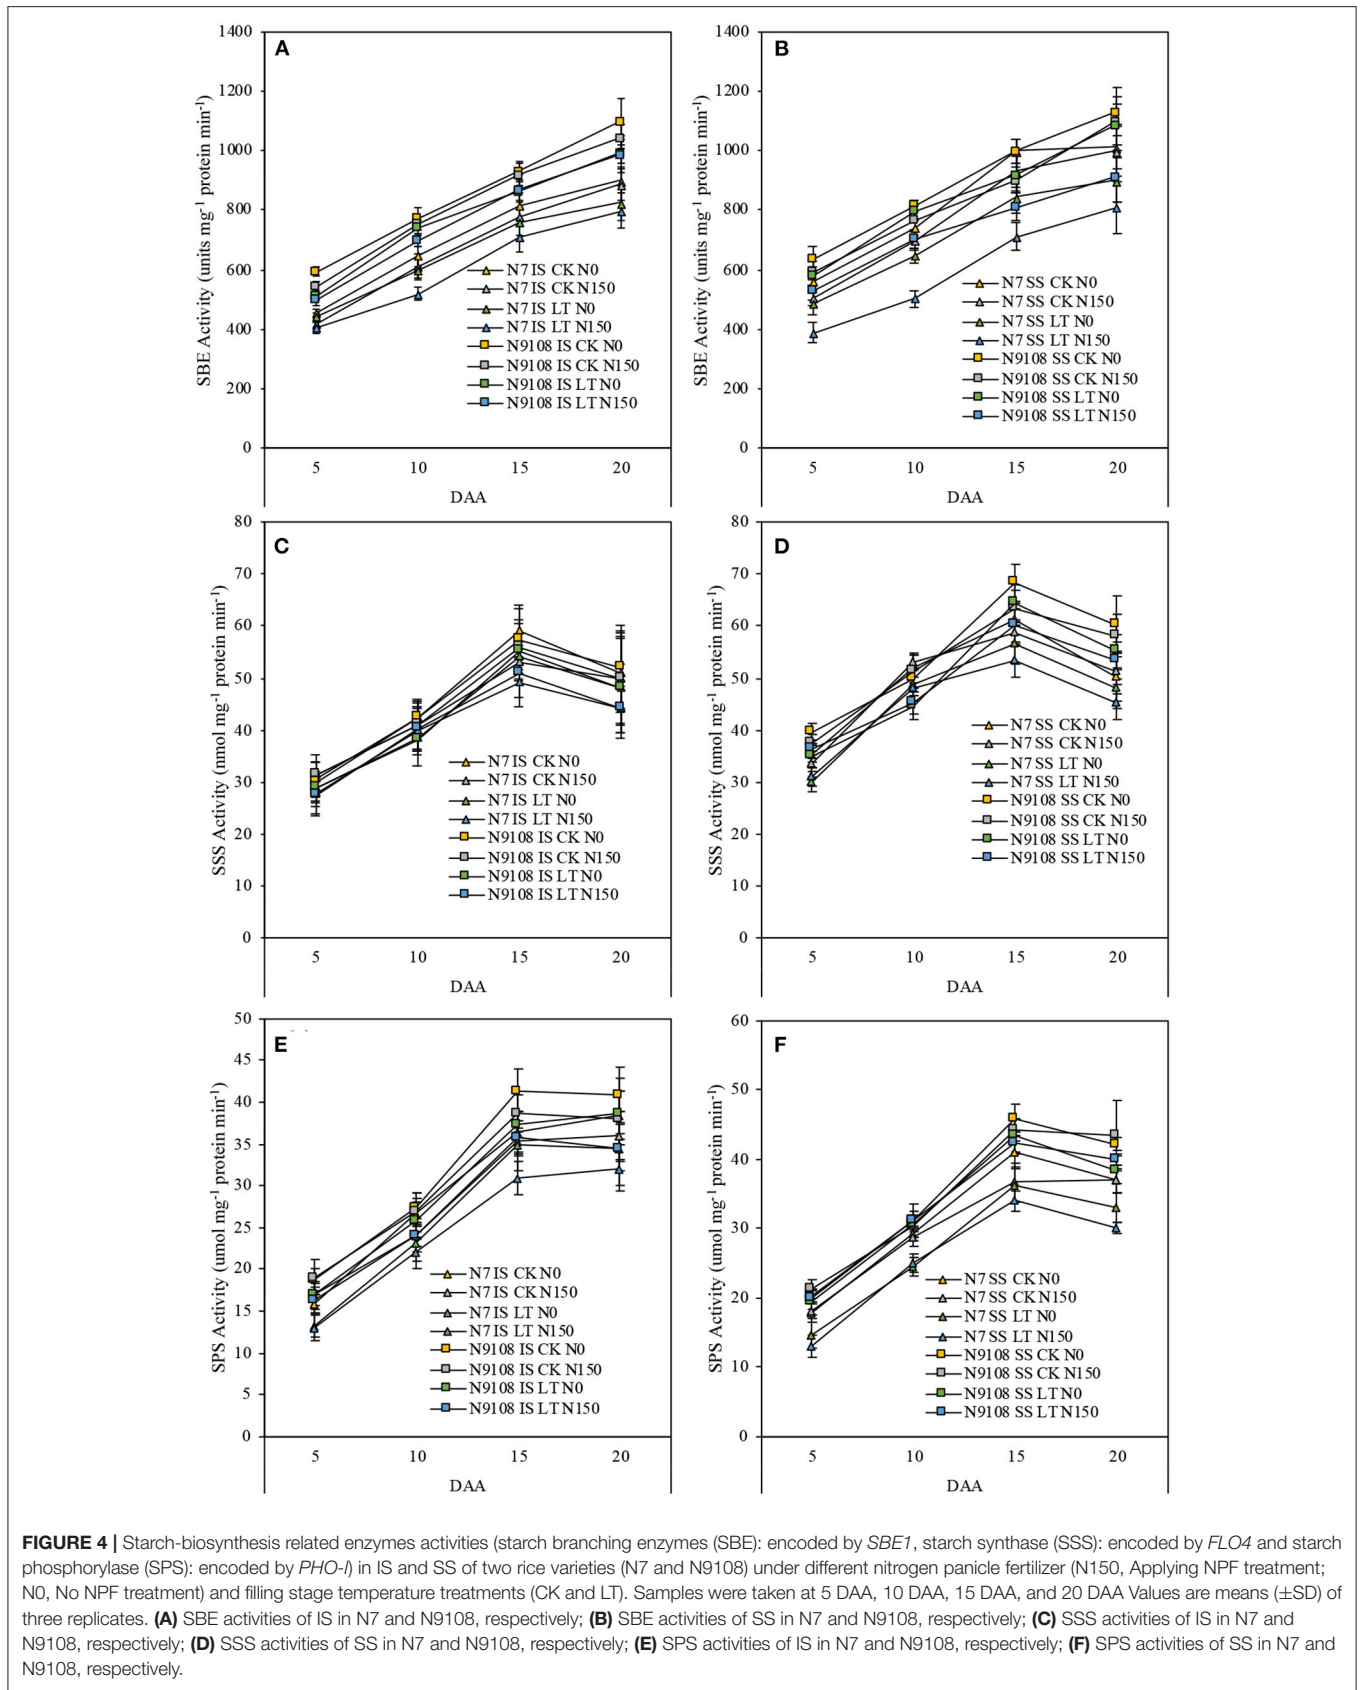 A
SBE Activity (units mg-1 protein min-1)
1400
1200
1000
800
600
400
200
0
N7 IS CK N0
N7 IS CK N150
N7 IS LT N0
N7 IS LT N150
N9108 IS CK N0
N9108 IS CK N150
N9108 IS LT N0
N9108 IS LT N150
5 10 15 20
DAA
B
SBE Activity (units mg-1 protein min-1)
1400
1200
1000
800
600
400
200
0
N7 SS CK N0
N7 SS CK N150
N7 SS LT N0
N7 SS LT N150
N9108 SS CK N0
N9108 SS CK N150
N9108 SS LT N0
N9108 SS LT N150
5 10 15 20
DAA
C
SSS Activity (nmol mg-1 protein min-1)
80
70
60
50
40
30
20
10
0
N7 IS CK N0
N7 IS CK N150
N7 IS LT N0
N7 IS LT N150
N9108 IS CK N0
N9108 IS CK N150
N9108 IS LT N0
N9108 IS LT N150
5 10 15 20
DAA
D
SSS Activity (nmol mg-1 protein min-1)
80
70
60
50
40
30
20
10
0
N7 SS CK N0
N7 SS CK N150
N7 SS LT N0
N7 SS LT N150
N9108 SS CK N0
N9108 SS CK N150
N9108 SS LT N0
N9108 SS LT N150
5 10 15 20
DAA
E
SPS Activity (umol mg-1 protein min-1)
50
45
40
35
30
25
20
15
10
5
0
N7 IS CK N0
N7 IS CK N150
N7 IS LT N0
N7 IS LT N150
N9108 IS CK N0
N9108 IS CK N150
N9108 IS LT N0
N9108 IS LT N150
5 10 15 20
DAA
F
SPS Activity (umol mg-1 protein min-1)
60
50
40
30
20
10
0
N7 SS CK N0
N7 SS CK N150
N7 SS LT N0
N7 SS LT N150
N9108 SS CK N0
N9108 SS CK N150
N9108 SS LT N0
N9108 SS LT N150
5 10 15 20
DAA
FIGURE 4 | Starch-biosynthesis related enzymes activities (starch branching enzymes (SBE): encoded by SBE1, starch synthase (SSS): encoded by FLO4 and starch
phosphorylase (SPS): encoded by PHO-l) in IS and SS of two rice varieties (N7 and N9108) under different nitrogen panicle fertilizer (N150, Applying NPF treatment;
N0, No NPF treatment) and filling stage temperature treatments (CK and LT). Samples were taken at 5 DAA, 10 DAA, 15 DAA, and 20 DAA Values are means (±SD) of
three replicates. (A) SBE activities of IS in N7 and N9108, respectively; (B) SBE activities of SS in N7 and N9108, respectively; (C) SSS activities of IS in N7 and
N9108, respectively; (D) SSS activities of SS in N7 and N9108, respectively; (E) SPS activities of IS in N7 and N9108, respectively; (F) SPS activities of SS in N7 and
N9108, respectively.